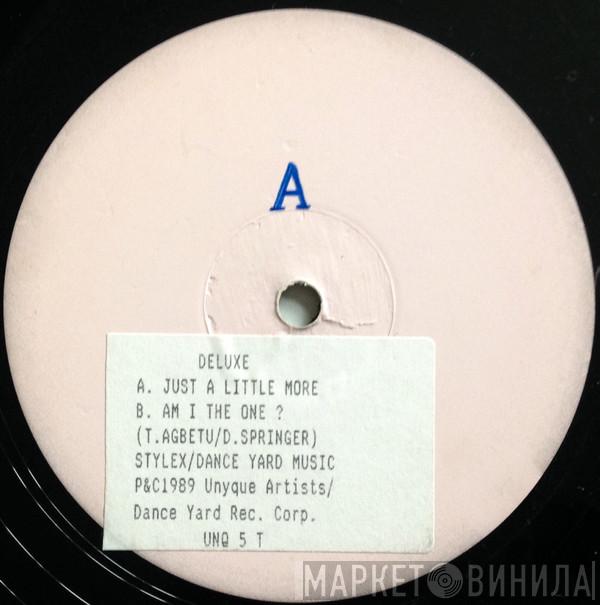 A
DELUXE
A. JUST A LITTLE MORE
B. AM I THE ONE ?
(T.AGBETU/D.SPRINGER)
STYLEX/DANCE YARD MUSIC
P&C1989 Unyque Artists/
Dance Yard Rec. Corp.
UNQ 5 T
МАРКЕТ ВИНИЛА